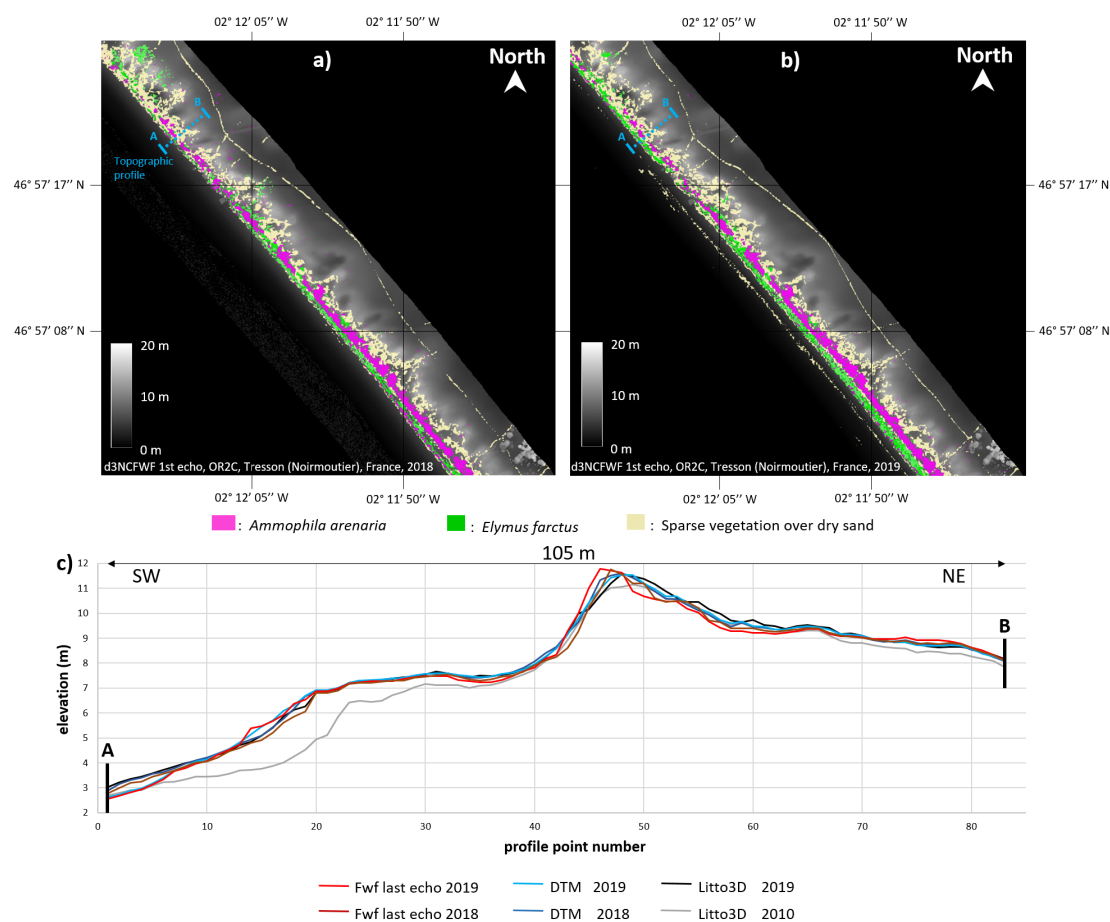 02° 12’ 05’’ W 02° 11’ 50’’ W 02° 12’ 05’’ W 02° 11’ 50’’ W
a) North
b) North
B
A
Topographic
profile
B
A
46° 57’ 17’’ N
46° 57’ 17’’ N
46° 57’ 08’’ N
46° 57’ 08’’ N
20 m
10 m
0 m
20 m
10 m
0 m
d3NCFWF 1st echo, OR2C, Tresson (Noirmoutier), France, 2018
d3NCFWF 1st echo, OR2C, Tresson (Noirmoutier), France, 2019
02° 12’ 05’’ W 02° 11’ 50’’ W 02° 12’ 05’’ W 02° 11’ 50’’ W
: Ammophila arenaria : Elymus farctus : Sparse vegetation over dry sand
c)
105 m
SW NE
12
11
10
9
8
7
6
5
4
3
2
elevation (m)
A
B
0 10 20 30 40 50 60 70 80
profile point number
Fwf last echo 2019 DTM 2019 Litto3D 2019
Fwf last echo 2018 DTM 2018 Litto3D 2010